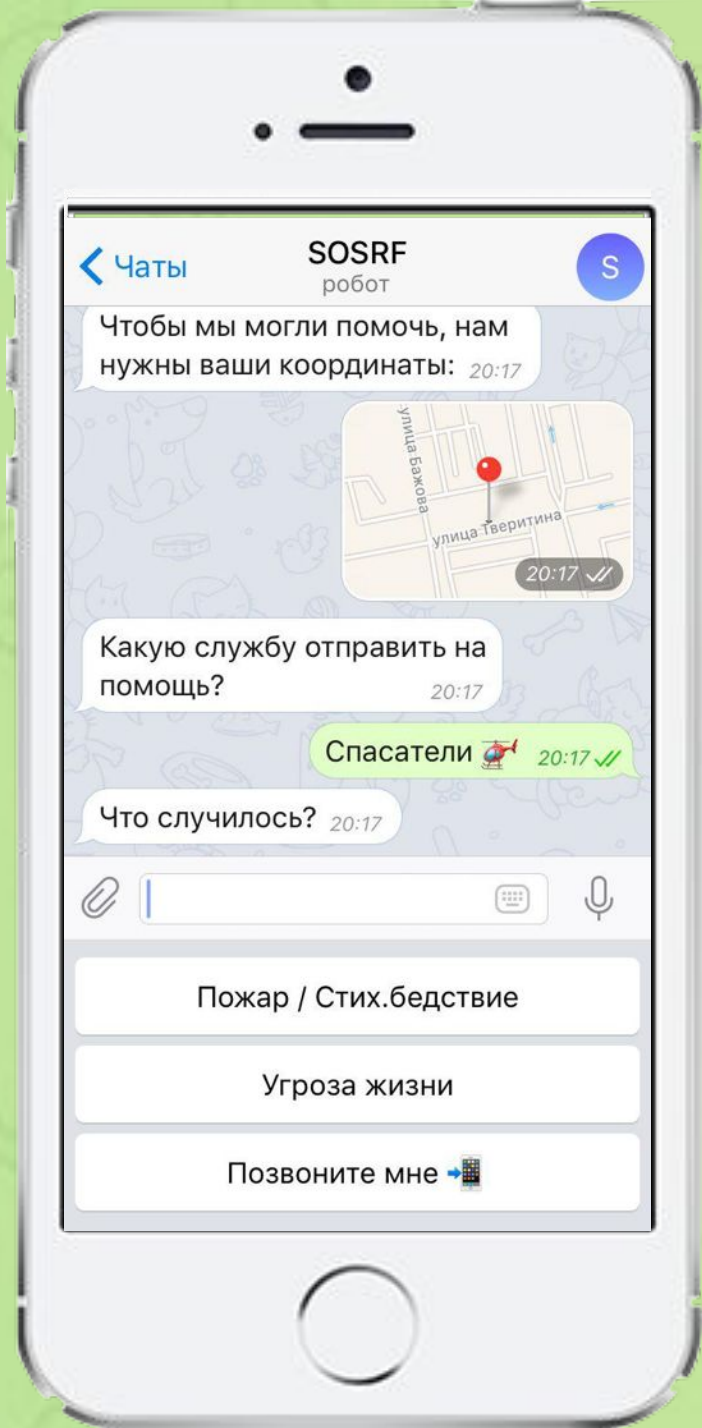 Чаты
SOSRF
робот
S
Чтобы мы могли помочь, нам
нужны ваши координаты: 20:17
улица Бажова
улица Тверитина
20:17
Какую службу отправить на
помощь? 20:17
Спасатели 🚁 20:17
Что случилось? 20:17
Пожар / Стих.бедствие
Угроза жизни
Позвоните мне 📲